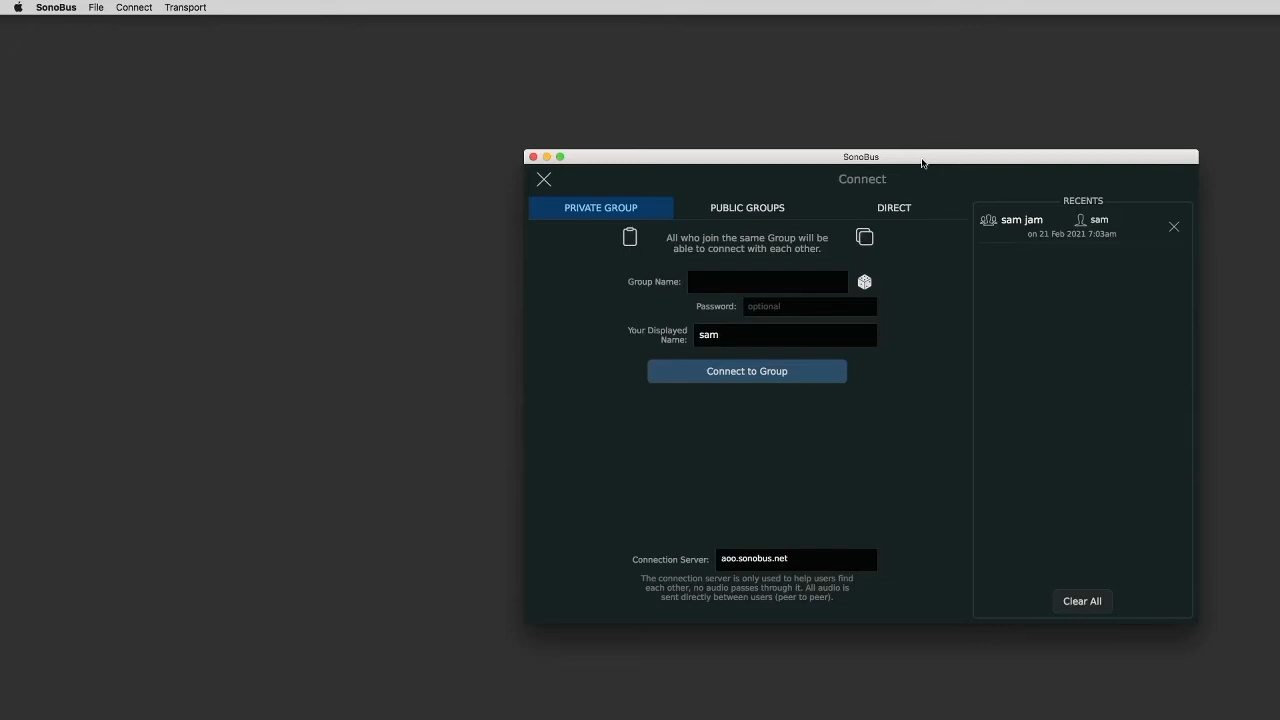 SonoBus File Connect Transport
SonoBus
Connect
PRIVATE GROUP PUBLIC GROUPS DIRECT
All who join the same Group will be
able to connect with each other.
Group Name:
Password: optional
Your Displayed
Name: sam
Connect to Group
Connection Server: aoo.sonobus.net
The connection server is only used to help users find
each other, no audio passes through it. All audio is
sent directly between users (peer to peer).
RECENTS
sam jam sam
on 21 Feb 2021 7:03am
Clear All